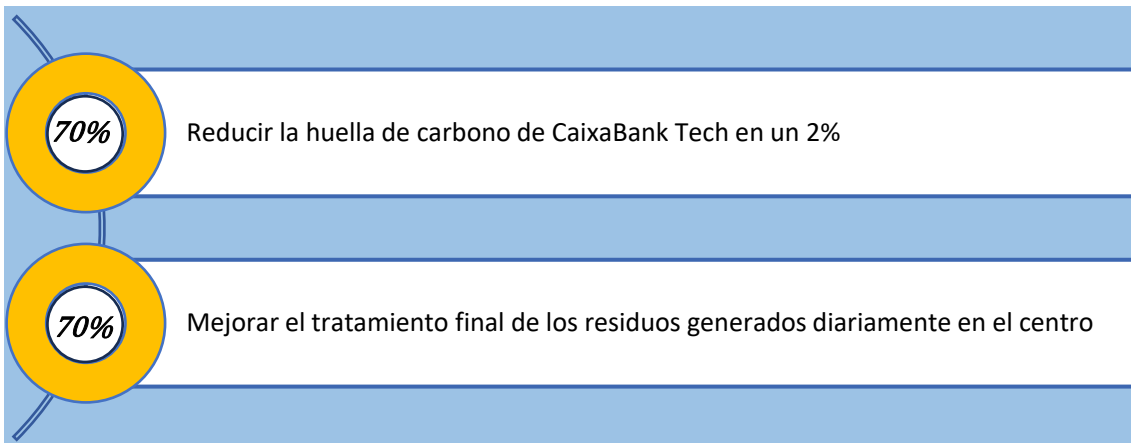 70%
Reducir la huella de carbono de CaixaBank Tech en un 2%
70%
Mejorar el tratamiento final de los residuos generados diariamente en el centro